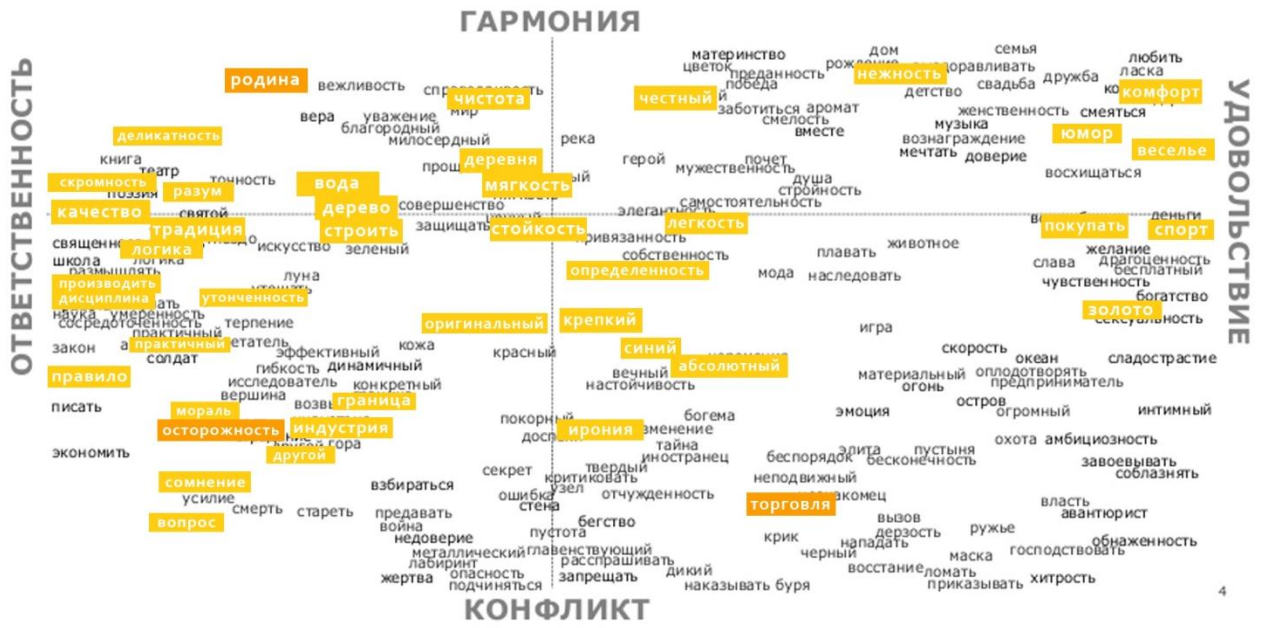 ГАРМОНИЯ
ОТВЕТСТВЕННОСТЬ
УДОВОЛЬСТВИЕ
материнство дом семья
цветок рождение выздоравливать любить
родина преданность нежность дружба ласка
вежливость победа детство свадьба комфорт
чистота честный
мир заботиться аромат женственность смеяться
вера уважение смелость музыка
деликатность благородный вместе юмор
милосердный река вознаграждение
веселье
книга деревня герой почет мечтать доверие
театр мужественность восхищаться
скромность разум точность вода мягкость душа
поэзия стройность
качество святой дерево совершенство самостоятельность
элегантность деньги
традиция строить защищать стойкость легкость покупать спорт
логика искусство зеленый животное желание
школа логика собственность плавать слава драгоценность
размышлять определенность мода наследовать бесплатный
луна чувственность
производить
дисциплина утонченность богатство
наука умеренность золото
сосредоточенность терпение оригинальный крепкий сексуальность
практичный игра
закон практичный кожа синий скорость
солдат эффективный красный океан сладострастие
гибкость динамичный вечный абсолютный оплодотворять
правило исследователь конкретный настойчивость материальный предприниматель
вершина огонь
писать граница остров
мораль покорный богема эмоция огромный интимный
осторожность индустрия ирония
тайна охота амбициозность
экономить другой гора иностранец элита пустыня
беспорядок бесконечность завоевывать
секрет твердый соблазнять
сомнение взбираться критиковать неподвижный
усилие ошибка узел отчужденность торговля власть
смерть стареть предавать стена авантюрист
вопрос война бегство вызов
недоверие пустота крик дерзость ружье
металлический главенствующий нападать обнаженность
лабиринт расспрашивать черный маска господствовать
жертва опасность запрещать дикий восстание ломать хитрость
подчиняться наказывать буря приказывать
4
КОНФЛИКТ